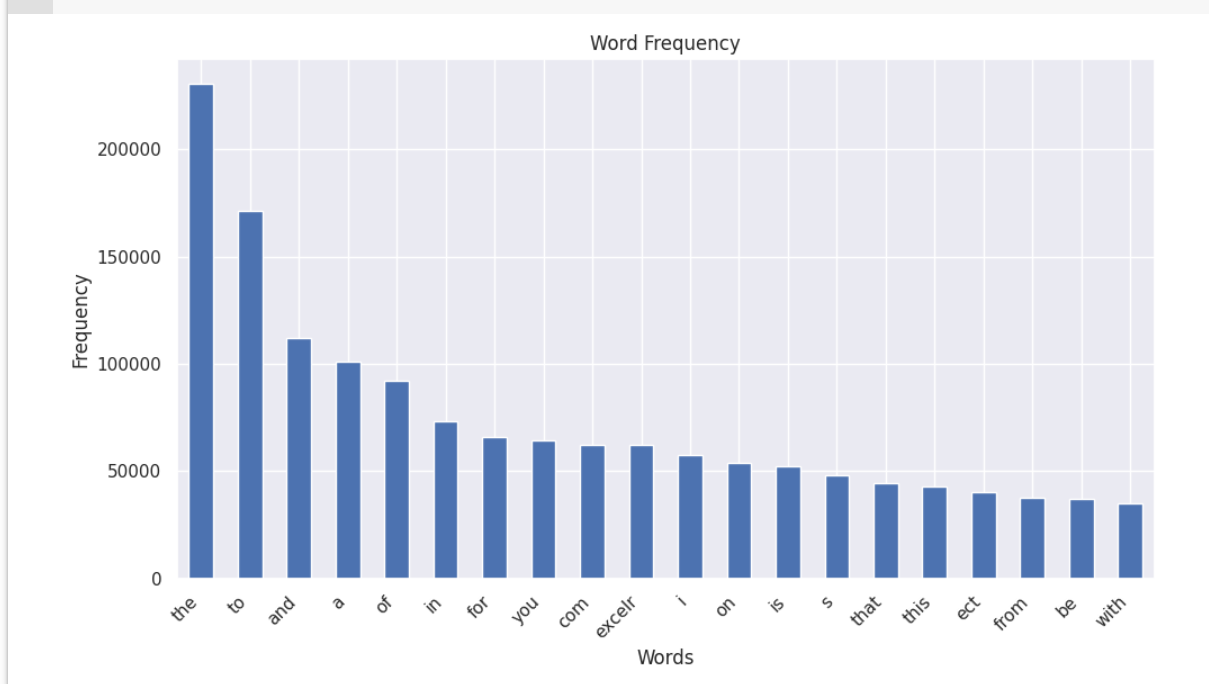 Word Frequency
200000
150000
100000
50000
0
Frequency
the to and a of in for you com excelr i on is s that this ect from be with
Words